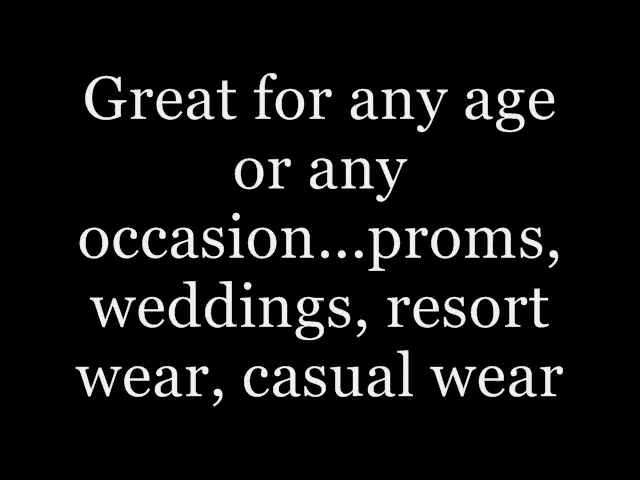 Great for any age
or any
occasion...proms,
weddings, resort
wear, casual wear